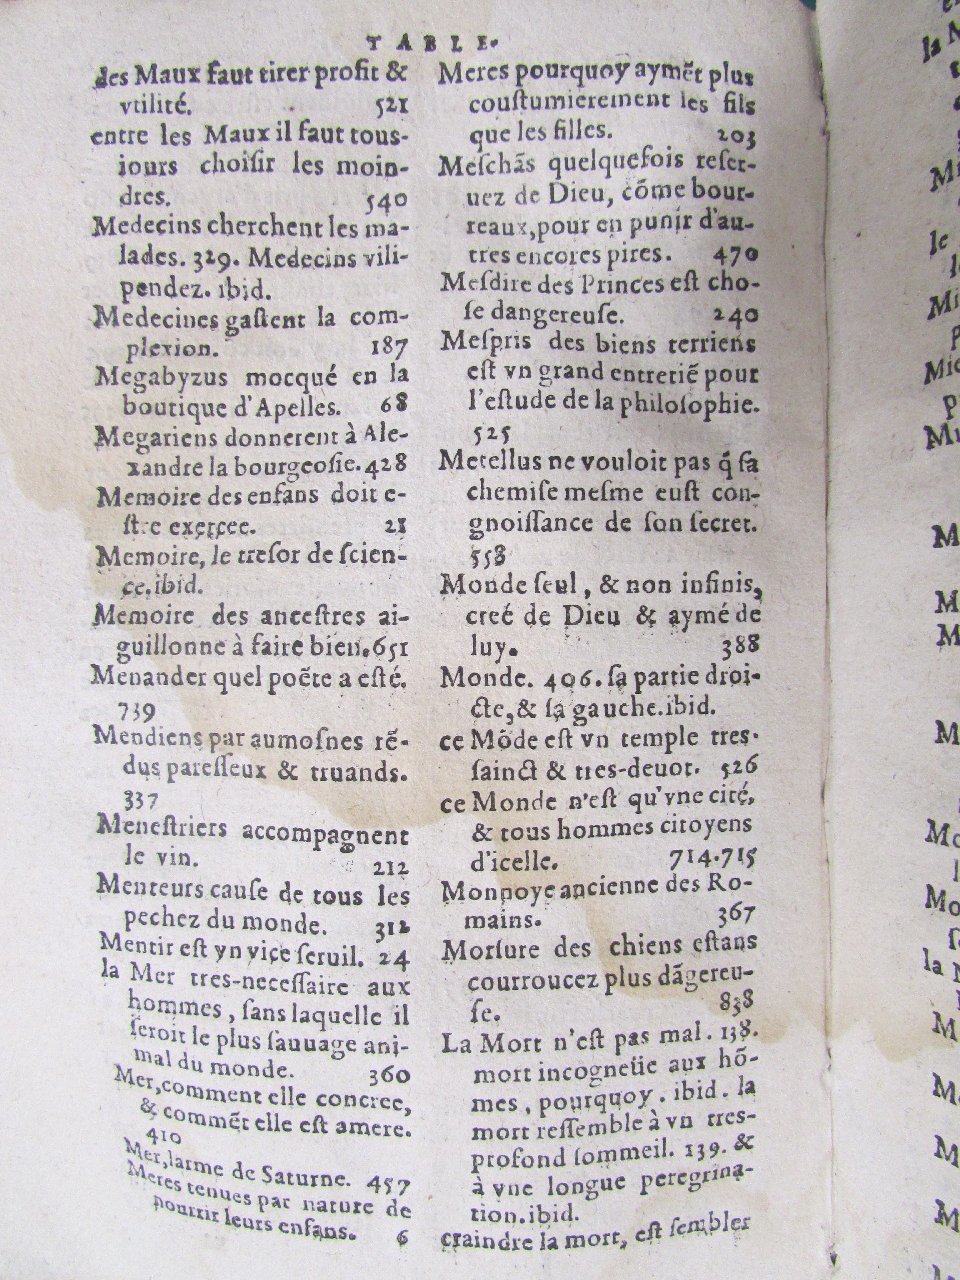 TABLE.
des Maux faut tirer profit &
vtilité. 521
entre les Maux il faut tous-
iours choiſir les moin-
dres. 540
Medecins cherchent les ma-
lades. 329. Medecins vili-
pendez. ibid.
Medecines gaſtent la com-
plexion. 187
Megabyzus mocqué en la
boutique d'Apelles. 68
Megariens donnerent à Ale-
xandre la bourgeoſie. 428
Memoire des enfans doit e-
ſtre exercee. 21
Memoire, le treſor de ſcien-
ce. ibid.
Memoire des anceſtres ai-
guillonne à faire bien. 651
Menander quel poëte a eſté.
739
Mendiens par aumoſnes rẽ-
dus pareſſeux & truands.
337
Meneſtriers accompagnent
le vin. 212
Menteurs cauſe de tous les
pechez du monde. 312
Mentir eſt vn vice ſeruil. 24
la Mer tres-neceſſaire aux
hommes, ſans laquelle il
ſeroit le plus ſauuage ani-
mal du monde. 360
Mer, comment elle concree,
& commẽt elle eſt amere.
410
Mer, larme de Saturne. 457
Meres tenues par nature de
nourrir leurs enfans. 6
Meres pourquoy aymẽt plus
couſtumierement les fils
que les filles. 203
Meſchãs quelquefois reſer-
uez de Dieu, cõme bour-
reaux, pour en punir d'au-
tres encores pires. 470
Meſdire des Princes eſt cho-
ſe dangereuſe. 240
Meſpris des biens terriens
eſt vn grand entretiẽ pour
l'eſtude de la philoſophie.
525
Metellus ne vouloit pas q̃ ſa
chemiſe meſme euſt con-
gnoiſſance de ſon ſecret.
558
Monde ſeul, & non infinis,
creé de Dieu & aymé de
luy. 388
Monde. 406. ſa partie droi-
cte, & ſa gauche. ibid.
ce Mõde eſt vn temple tres-
ſainct & tres-deuot. 526
ce Monde n'eſt qu'vne cité,
& tous hommes citoyens
d'icelle. 714.715
Monnoye ancienne des Ro-
mains. 367
Morſure des chiens eſtans
courroucez plus dãgereu-
ſe. 838
La Mort n'eſt pas mal. 138.
mort incogneüe aux hõ-
mes, pourquoy. ibid. la
mort reſſemble à vn tres-
profond ſommeil. 139. &
à vne longue peregrina-
tion. ibid.
craindre la mort, eſt ſembler